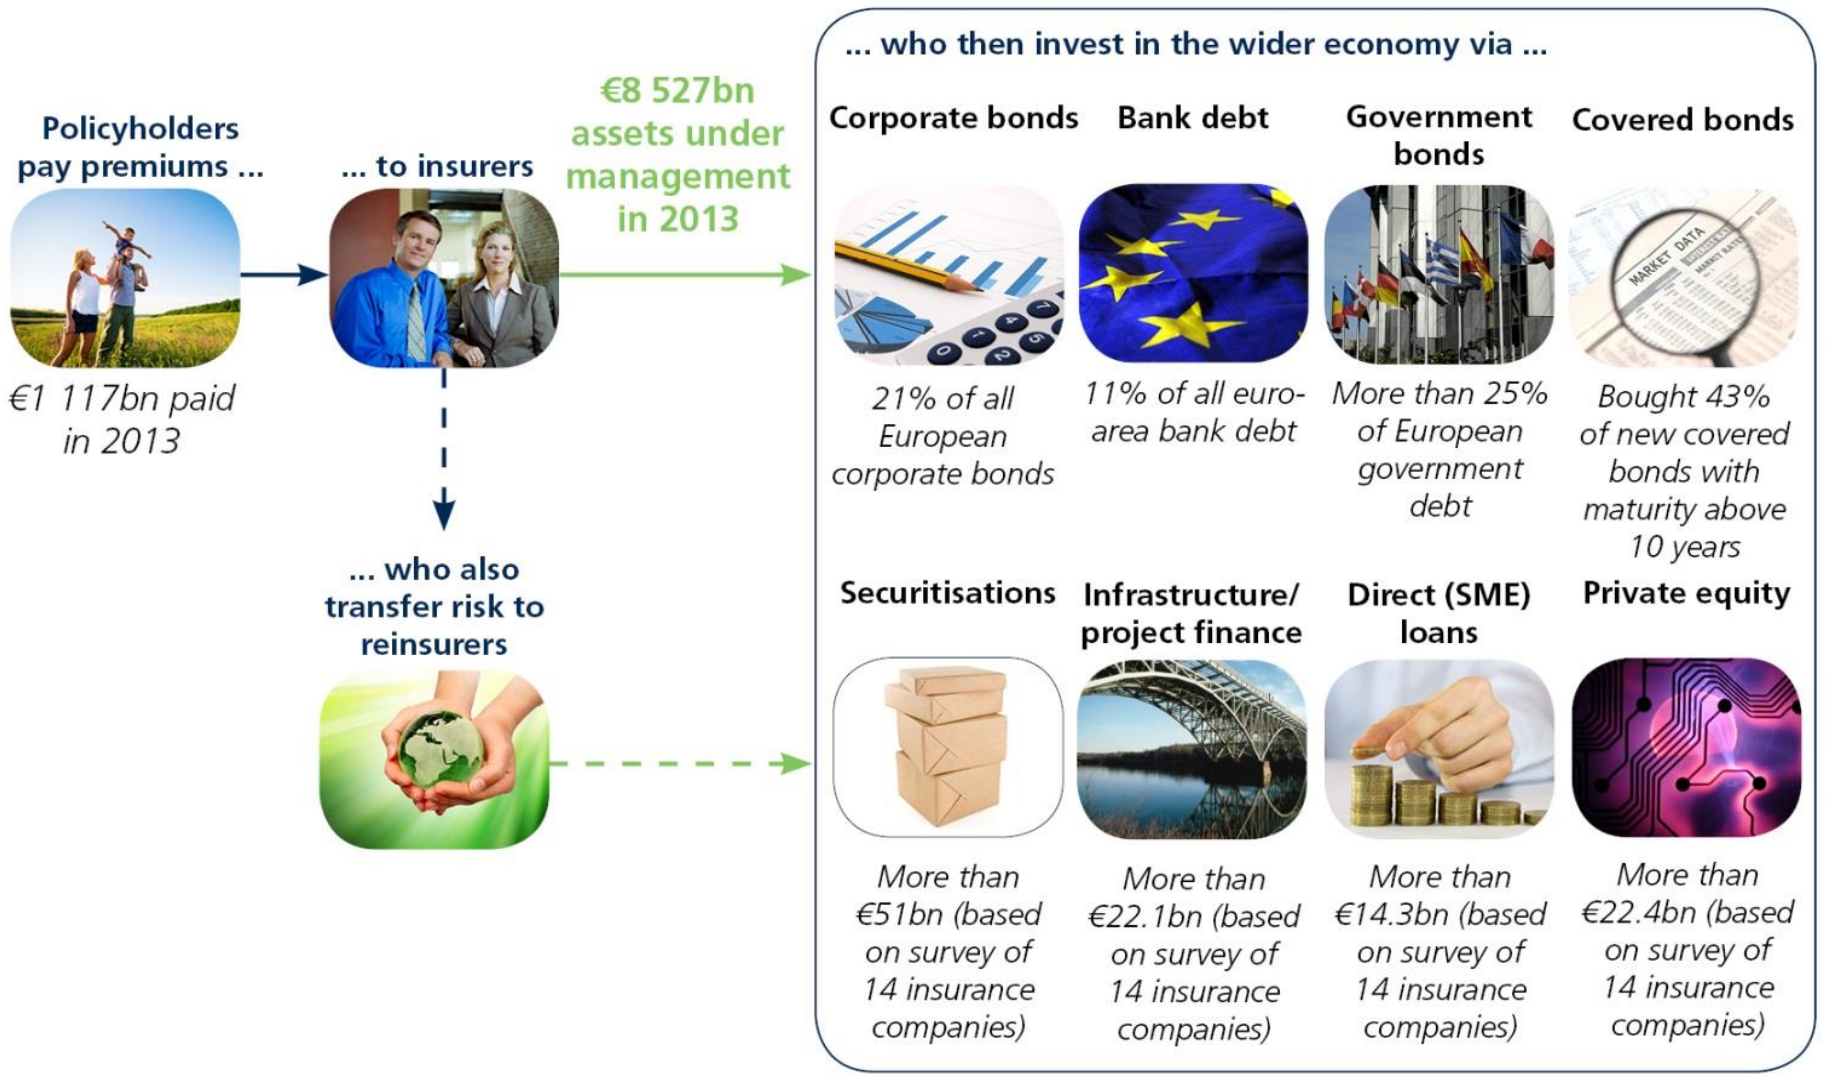 Policyholders
pay premiums ...
€1 117bn paid
in 2013
... to insurers
€8 527bn
assets under
management
in 2013
... who also
transfer risk to
reinsurers
... who then invest in the wider economy via ...
Corporate bonds
21% of all
European
corporate bonds
Bank debt
11% of all euro-
area bank debt
Government
bonds
More than 25%
of European
government
debt
Covered bonds
MARKET DATA
MARKET RATES
Bought 43%
of new covered
bonds with
maturity above
10 years
Securitisations
More than
€51bn (based
on survey of
14 insurance
companies)
Infrastructure/
project finance
More than
€22.1bn (based
on survey of
14 insurance
companies)
Direct (SME)
loans
More than
€14.3bn (based
on survey of
14 insurance
companies)
Private equity
More than
€22.4bn (based
on survey of
14 insurance
companies)